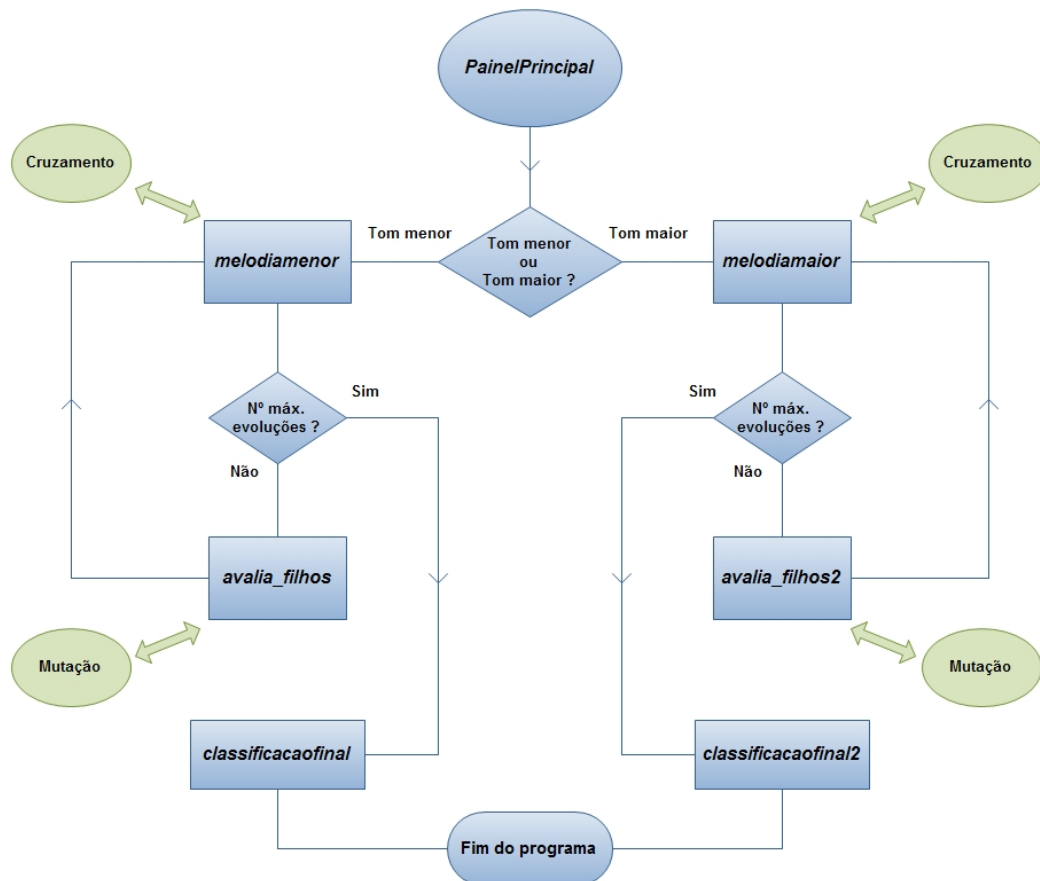 PainelPrincipal
Cruzamento
Cruzamento
Tom menor
Tom menor
ou
Tom maior ?
Tom maior
melodiamenor
melodiamaior
Nº máx.
evoluções ?
Sim
Não
Sim
Nº máx.
evoluções ?
Não
avalia_filhos
avalia_filhos2
Mutação
Mutação
classificacaofinal
classificacaofinal2
Fim do programa